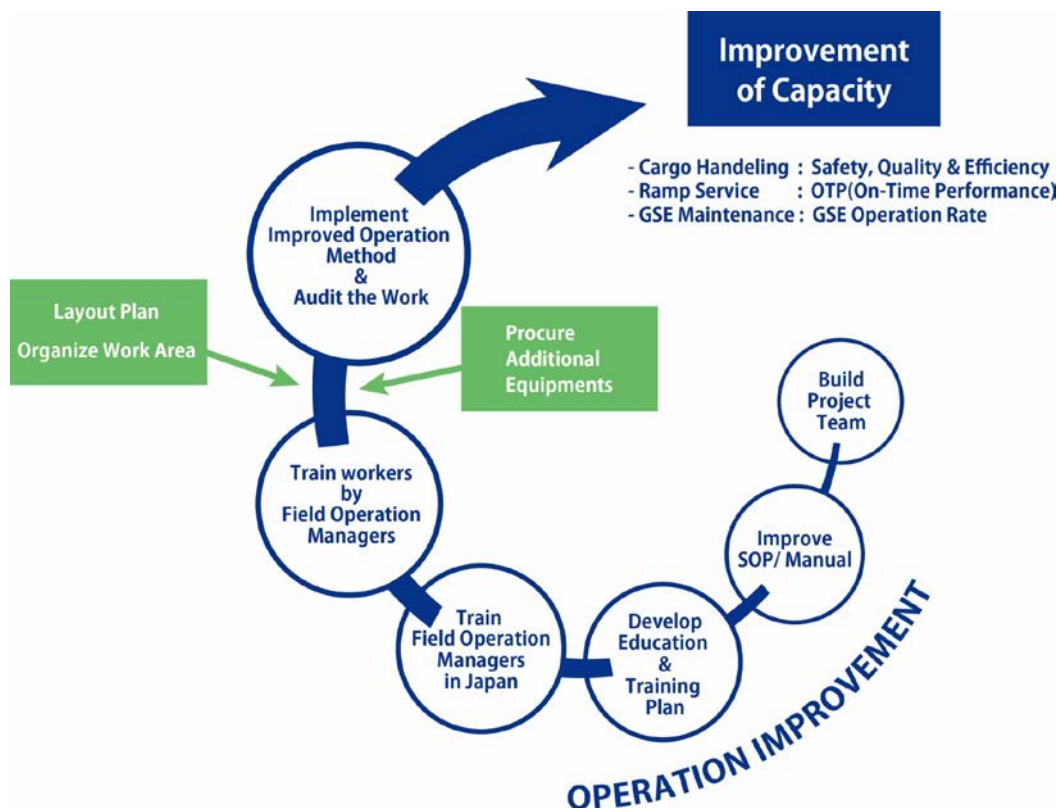 Improvement
of Capacity
- Cargo Handeling : Safety, Quality & Efficiency
- Ramp Service : OTP(On-Time Performance)
- GSE Maintenance : GSE Operation Rate
Implement
Improved Operation
Method
&
Audit the Work
Layout Plan
Organize Work Area
Procure
Additional
Equipments
Build
Project
Team
Train workers
by
Field Operation
Managers
Improve
SOP/ Manual
Train
Field Operation
Managers
in Japan
Develop
Education
&
Training
Plan
OPERATION IMPROVEMENT